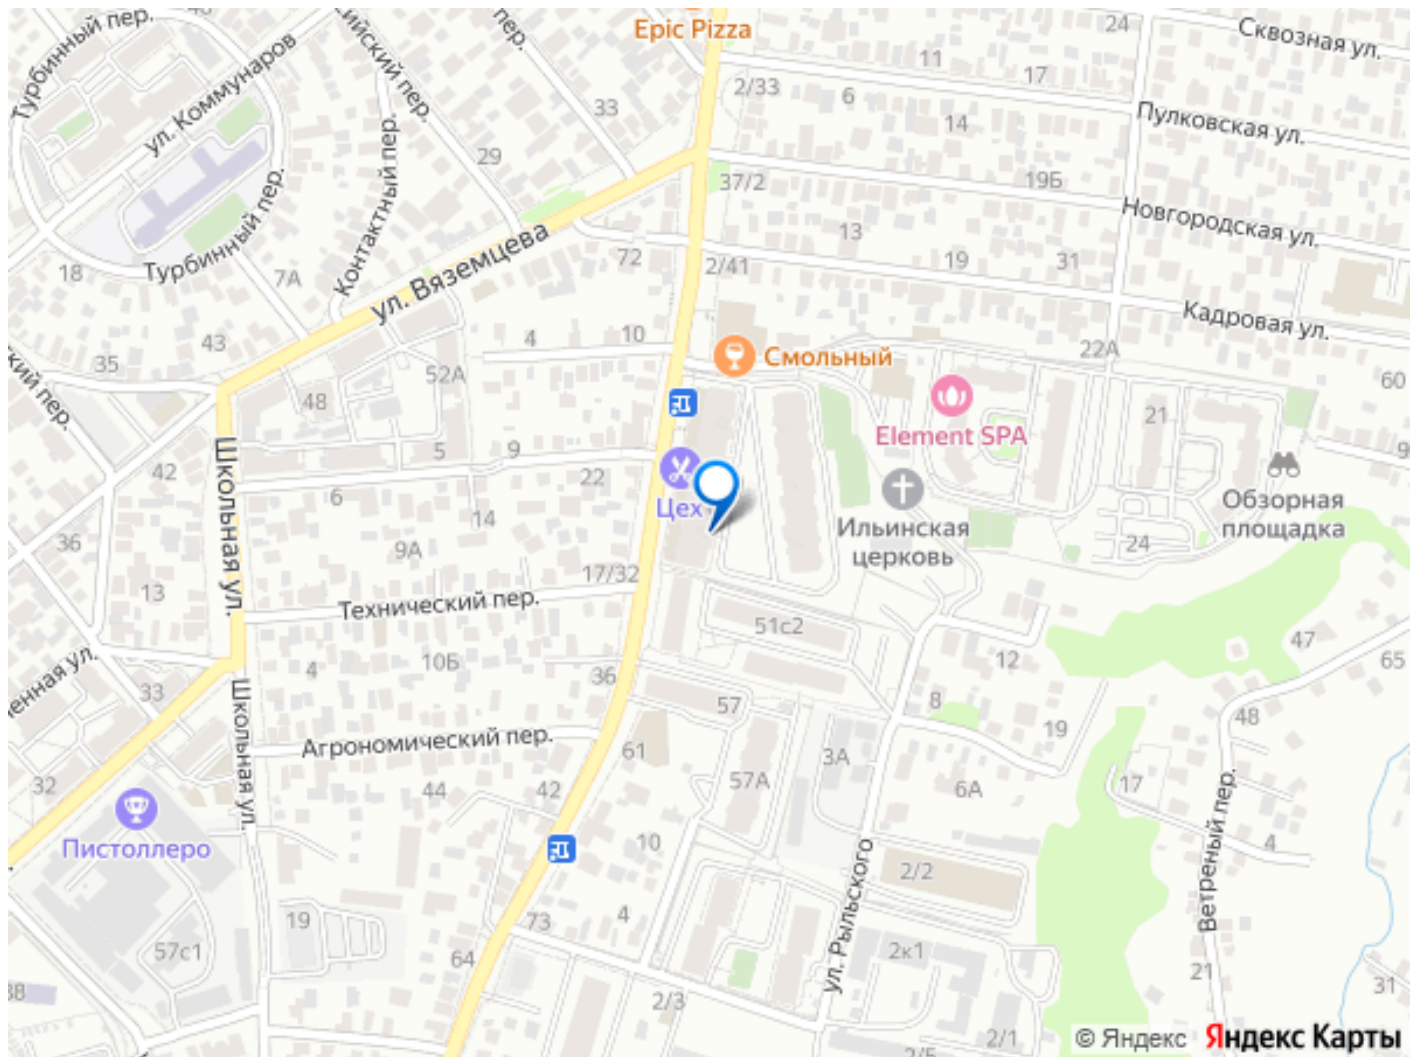 Epic Pizza
Турбинный пер.
ул. Коммунаров
пер.
24
Сквозная ул.
11
17
2/33
6
14
Пулковская ул.
33
Контактный пер.
29
37/2
19Б
Новгородская ул.
Турбинный пер.
18
7А
ул. Вяземцева
72
2/41
13
19
31
Кадровая ул.
43
35
4
10
Смольный
22А
60
52А
48
Element SPA
21
Школьная ул.
42
5
9
22
6
14
Цех
Ильинская
церковь
Обзорная
площадка
24
36
9А
13
17/32
Технический пер.
51с2
4
10Б
36
12
47
65
33
Школьная ул.
57
8
19
48
Агрономический пер.
61
3А
57А
6А
17
Ветреный пер.
32
44
42
Пистоллеро
10
4
ул. Рыльского
2/2
19
73
4
57с1
64
2к1
21
31
2/3
2/1
© Яндекс Яндекс Карты